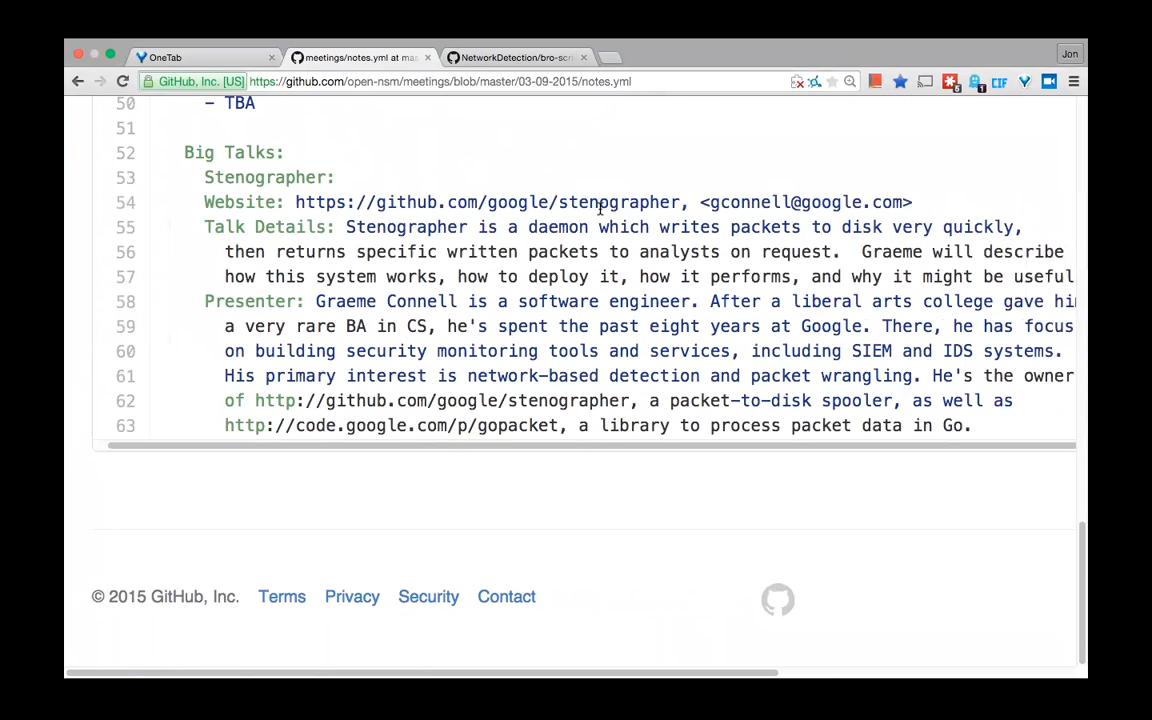 OneTab
meetings/notes.yml at mas
NetworkDetection/bro-scri
Jon
GitHub, Inc. [US]
https://github.com/open-nsm/meetings/blob/master/03-09-2015/notes.yml
6
1
CIF
50 - TBA
51
52 Big Talks:
53 Stenographer:
54 Website: https://github.com/google/stenographer, <gconnell@google.com>
55 Talk Details: Stenographer is a daemon which writes packets to disk very quickly,
56 then returns specific written packets to analysts on request.  Graeme will describe
57 how this system works, how to deploy it, how it performs, and why it might be useful
58 Presenter: Graeme Connell is a software engineer. After a liberal arts college gave him
59 a very rare BA in CS, he's spent the past eight years at Google. There, he has focus
60 on building security monitoring tools and services, including SIEM and IDS systems.
61 His primary interest is network-based detection and packet wrangling. He's the owner
62 of http://github.com/google/stenographer, a packet-to-disk spooler, as well as
63 http://code.google.com/p/gopacket, a library to process packet data in Go.
© 2015 GitHub, Inc. Terms Privacy Security Contact